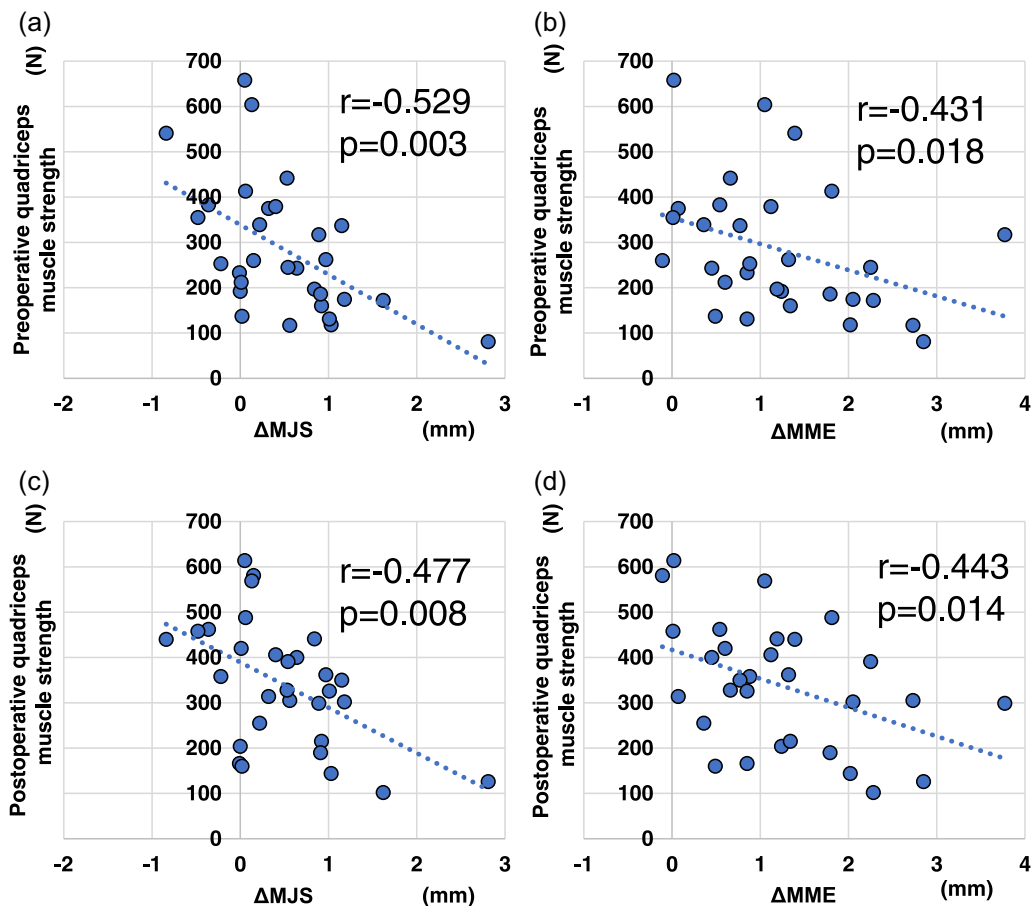 (a)
Preoperative quadriceps
muscle strength
(N)
700
600
500
400
300
200
100
0
-2
-1
0
1
2
3
ΔMJS
(mm)
r=-0.529
p=0.003
(b)
Preoperative quadriceps
muscle strength
(N)
700
600
500
400
300
200
100
0
-1
0
1
2
3
4
ΔMME
(mm)
r=-0.431
p=0.018
(c)
Postoperative quadriceps
muscle strength
(N)
700
600
500
400
300
200
100
0
-2
-1
0
1
2
3
ΔMJS
(mm)
r=-0.477
p=0.008
(d)
Postoperative quadriceps
muscle strength
(N)
700
600
500
400
300
200
100
0
-1
0
1
2
3
4
ΔMME
(mm)
r=-0.443
p=0.014